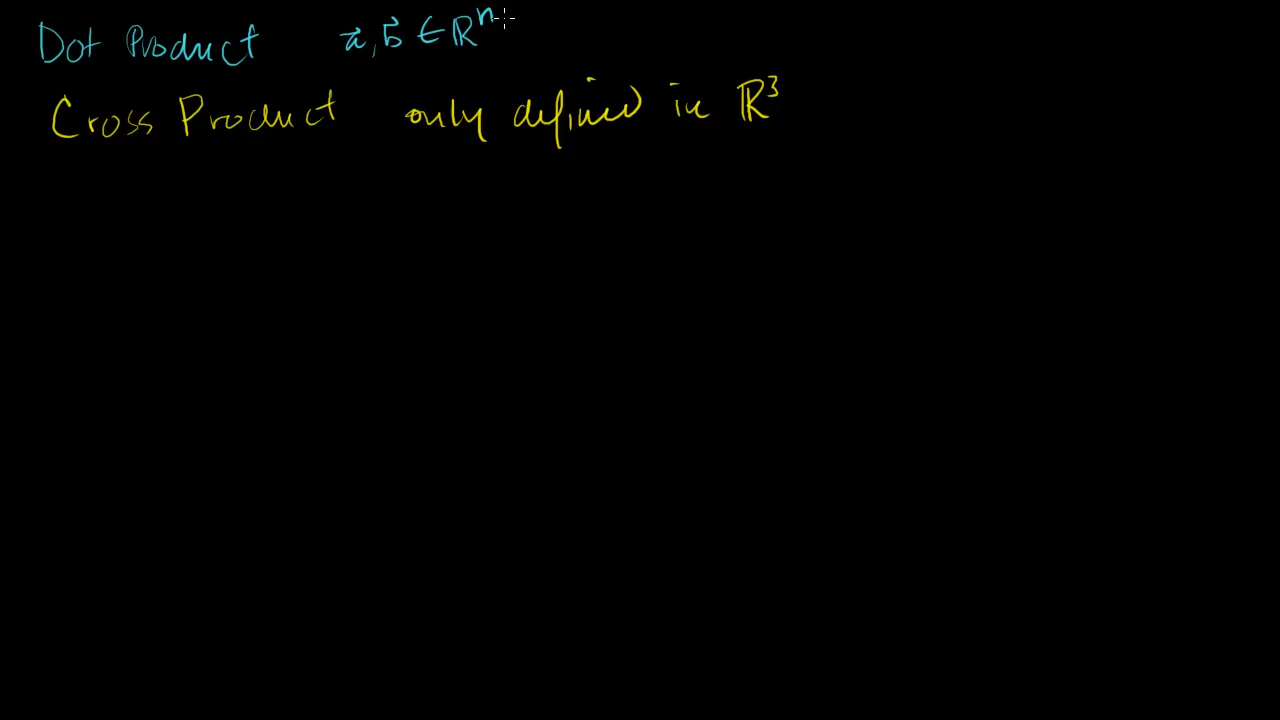 Dot Product a⃗, b⃗ ∈ ℝⁿ
Cross Product only defined in ℝ³